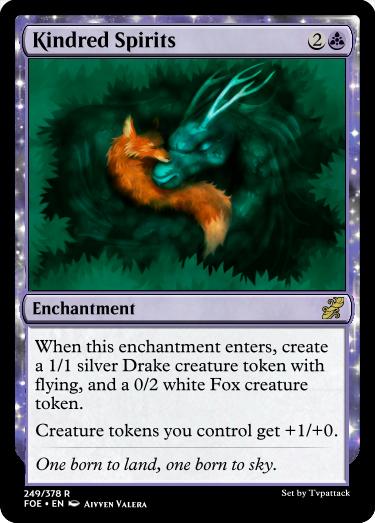 Kindred Spirits 2
Enchantment
When this enchantment enters, create
a 1/1 silver Drake creature token with
flying, and a 0/2 white Fox creature
token.
Creature tokens you control get +1/+0.
One born to land, one born to sky.
249/378 R
Set by Tvpattack
FOE • EN Aivven Valera